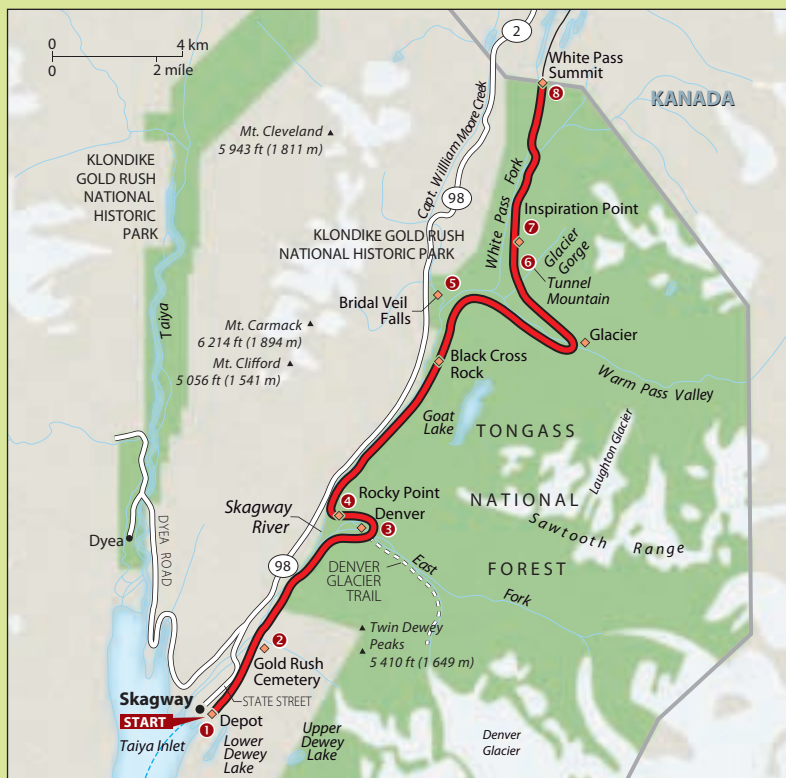 0 4 km
0 2 míle
2
White Pass
Summit
8
KANADA
Mt. Cleveland
5 943 ft (1 811 m)
KLONDIKE
GOLD RUSH
NATIONAL
HISTORIC
PARK
Capt. William Moore Creek
98
White Pass Fork
Inspiration Point
7
KLONDIKE GOLD RUSH
NATIONAL HISTORIC PARK
6
Glacier
Gorge
Tunnel
Mountain
5
Bridal Veil
Falls
Taiya
Mt. Carmack
6 214 ft (1 894 m)
Mt. Clifford
5 056 ft (1 541 m)
Glacier
Black Cross
Rock
Warm Pass Valley
Goat
Lake
TONGASS
Laughton Glacier
4
Rocky Point
NATIONAL
Skagway
River
Denver
3
Sawtooth Range
Dyea
DYEA ROAD
98
DENVER
GLACIER
TRAIL
East
Fork
FOREST
2
Gold Rush
Cemetery
Twin Dewey
Peaks
5 410 ft (1 649 m)
STATE STREET
Skagway
START
1
Depot
Taiya Inlet
Lower
Dewey
Lake
Upper
Dewey
Lake
Denver
Glacier